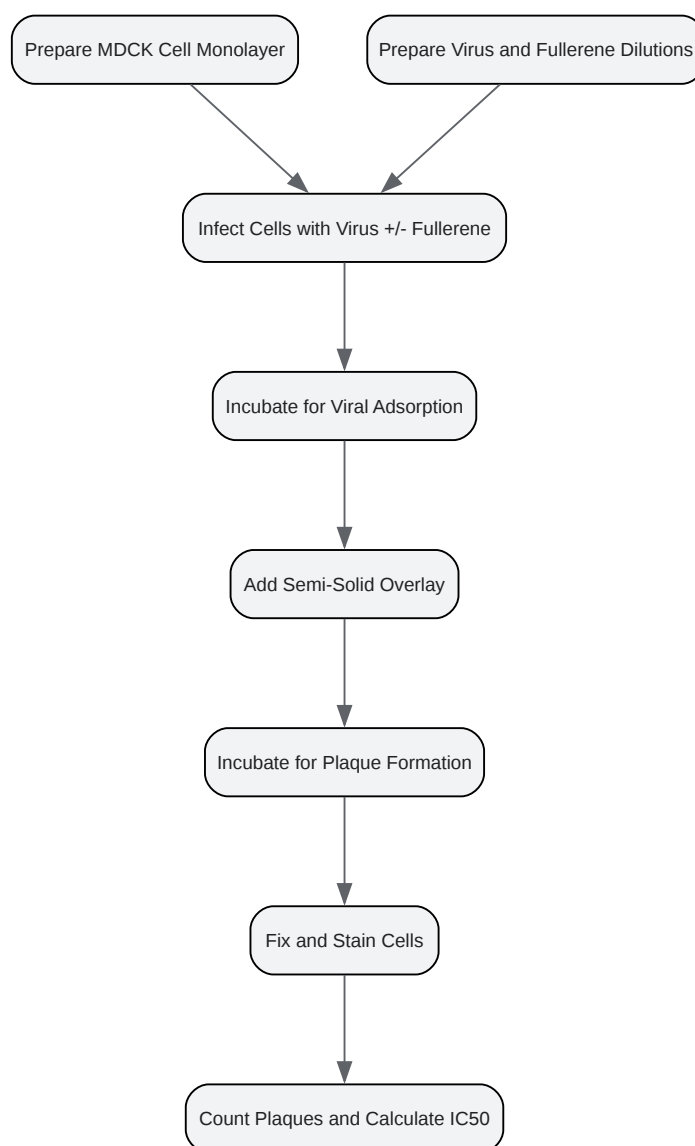 Prepare MDCK Cell Monolayer
Prepare Virus and Fullerene Dilutions
Infect Cells with Virus +/- Fullerene
Incubate for Viral Adsorption
Add Semi-Solid Overlay
Incubate for Plaque Formation
Fix and Stain Cells
Count Plaques and Calculate IC50